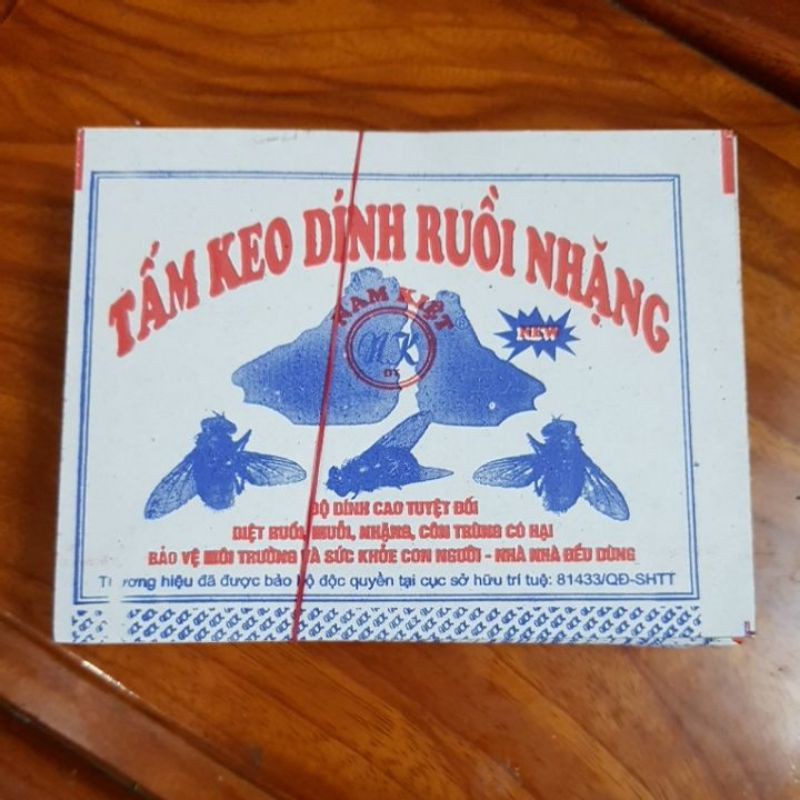 TẤM KEO DÍNH RUỒI NHẶNG
NAM KIỆT
®
NK
NEW
ĐỘ DÍNH CAO TUYỆT ĐỐI
DIỆT RUỒI, MUỖI, NHẶNG, CÔN TRÙNG CÓ HẠI
BẢO VỆ MÔI TRƯỜNG VÀ SỨC KHỎE CON NGƯỜI - NHÀ NHÀ ĐỀU DÙNG
Thương hiệu đã được bảo hộ độc quyền tại cục sở hữu trí tuệ: 81433/QĐ-SHTT